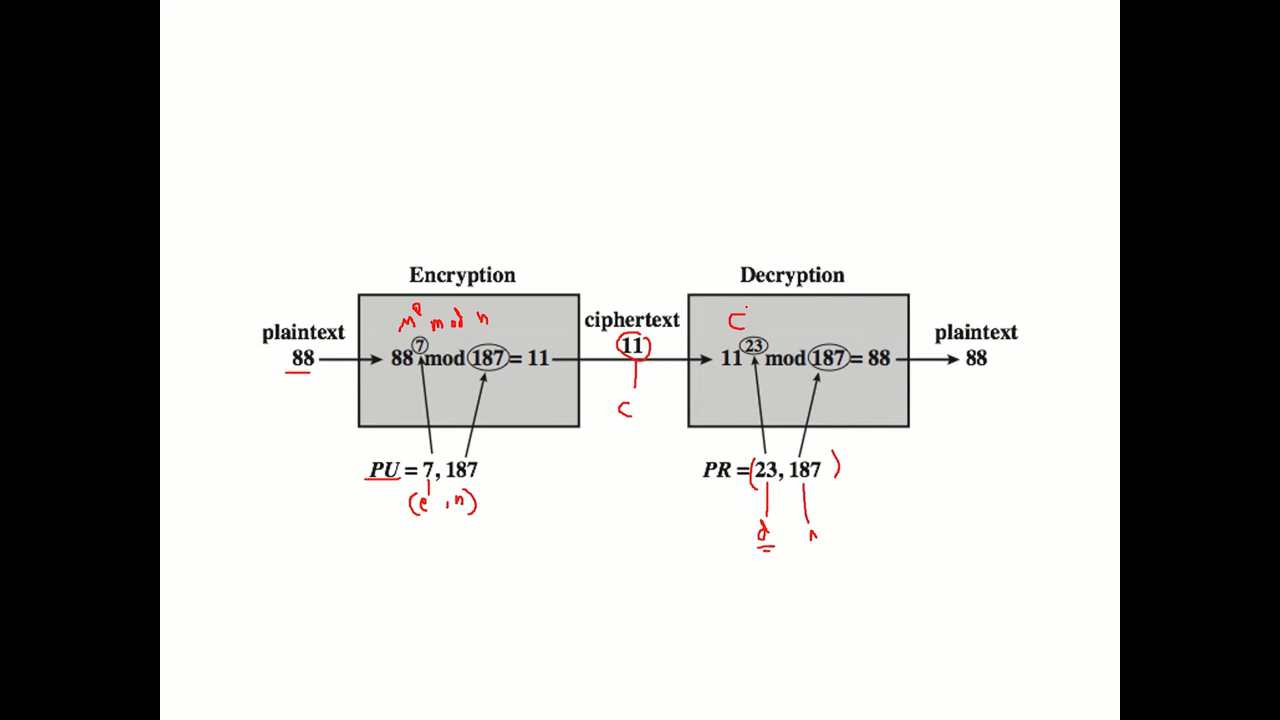 Encryption
Decryption
M^e mod n
C
plaintext
ciphertext
plaintext
88
88^7 mod 187 = 11
11
11^23 mod 187 = 88
88
C
PU = 7, 187
PR = (23, 187)
(e, n)
d
n